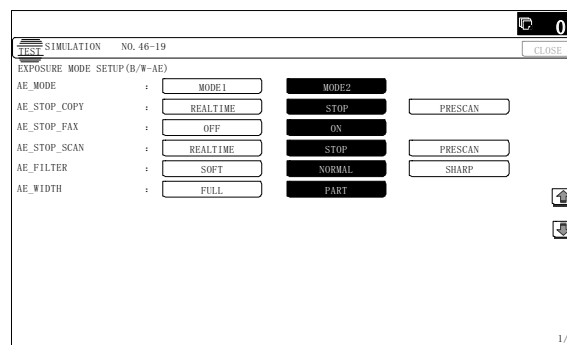 0
TEST SIMULATION NO. 46-19
CLOSE
EXPOSURE MODE SETUP(B/W-AE)
AE_MODE : MODE1 MODE2
AE_STOP_COPY : REALTIME STOP PRESCAN
AE_STOP_FAX : OFF ON
AE_STOP_SCAN : REALTIME STOP PRESCAN
AE_FILTER : SOFT NORMAL SHARP
AE_WIDTH : FULL PART
1/